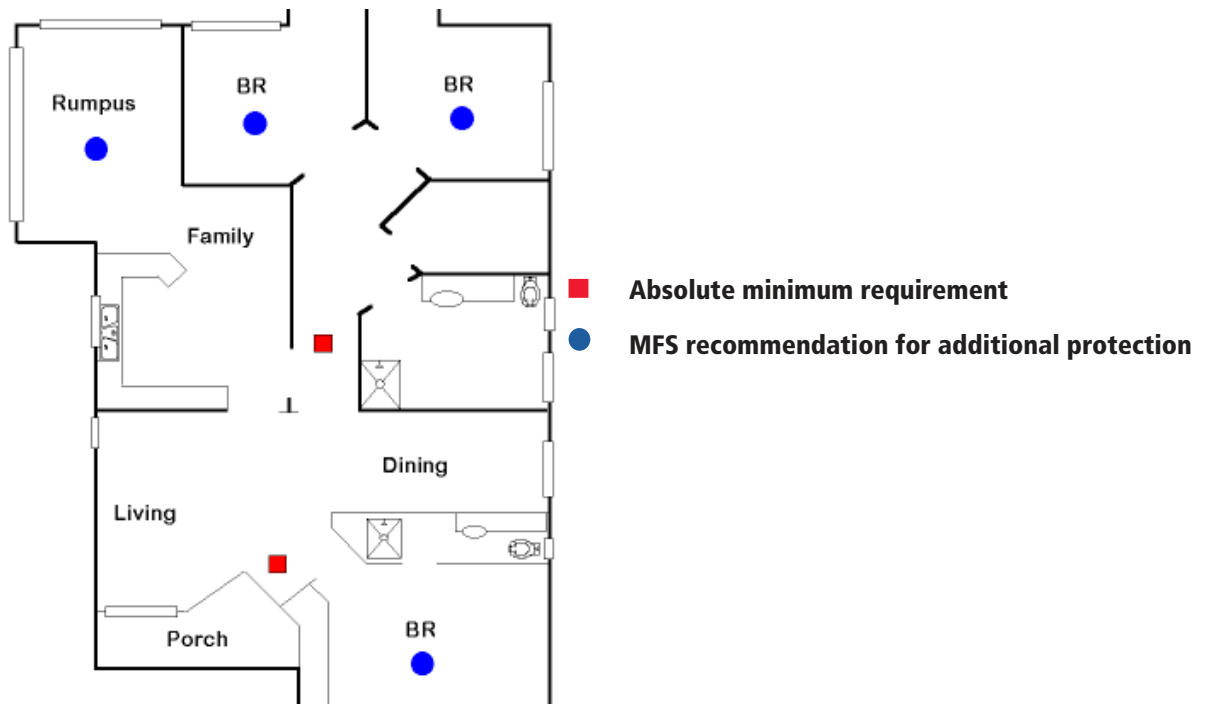 BR
BR
Rumpus
Family
Absolute minimum requirement
MFS recommendation for additional protection
Dining
Living
BR
Porch